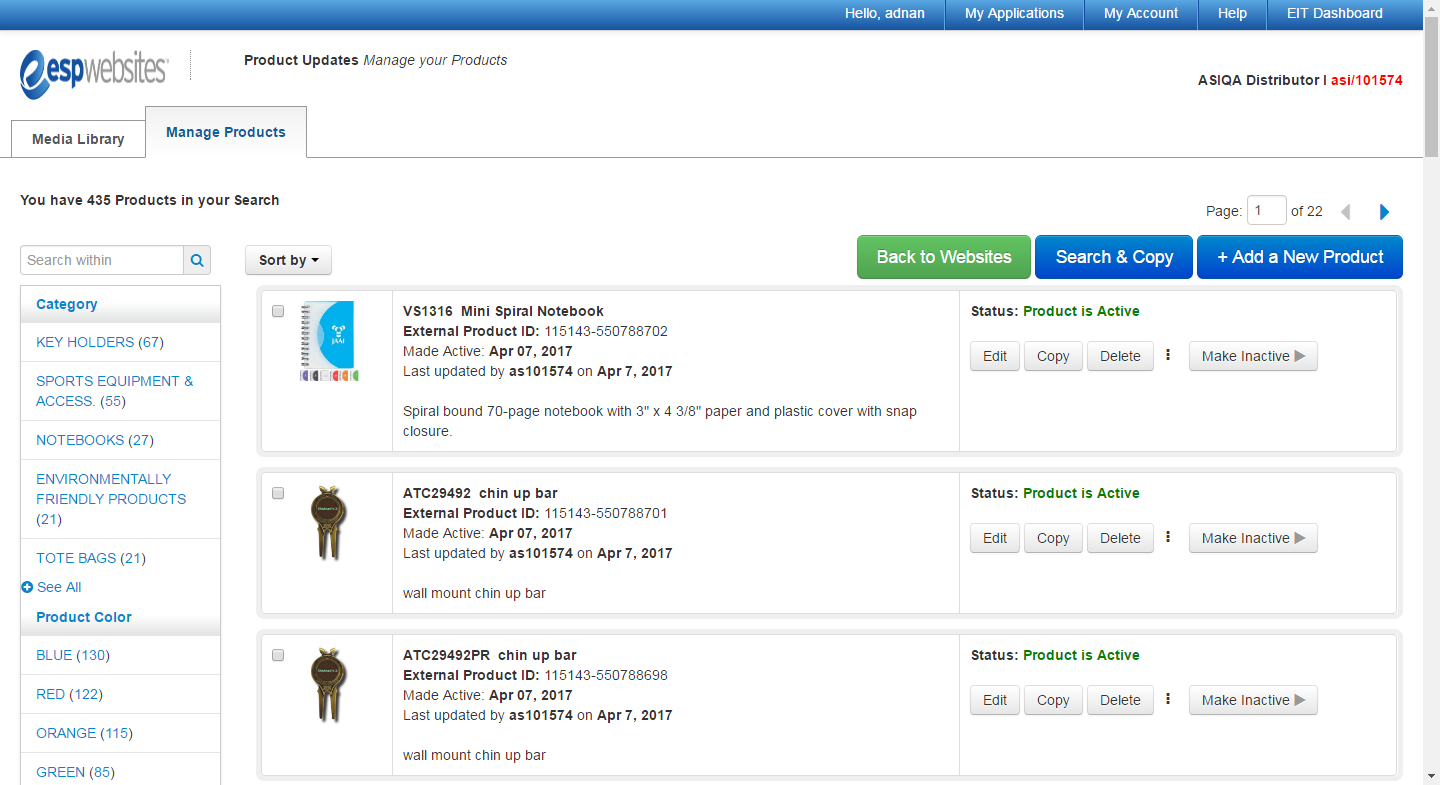 Hello, adnan
My Applications
My Account
Help
EIT Dashboard
espwebsites
Product Updates Manage your Products
ASIQA Distributor I asi/101574
Media Library
Manage Products
You have 435 Products in your Search
Page: 1 of 22
Search within
Sort by
Back to Websites
Search & Copy
+ Add a New Product
Category
KEY HOLDERS (67)
SPORTS EQUIPMENT &
ACCESS. (55)
NOTEBOOKS (27)
ENVIRONMENTALLY
FRIENDLY PRODUCTS
(21)
TOTE BAGS (21)
See All
Product Color
BLUE (130)
RED (122)
ORANGE (115)
GREEN (85)
VS1316 Mini Spiral Notebook
External Product ID: 115143-550788702
Made Active: Apr 07, 2017
Last updated by as101574 on Apr 7, 2017
Spiral bound 70-page notebook with 3" x 4 3/8" paper and plastic cover with snap
closure.
Status: Product is Active
Edit
Copy
Delete
Make Inactive
ATC29492 chin up bar
External Product ID: 115143-550788701
Made Active: Apr 07, 2017
Last updated by as101574 on Apr 7, 2017
wall mount chin up bar
Status: Product is Active
Edit
Copy
Delete
Make Inactive
ATC29492PR chin up bar
External Product ID: 115143-550788698
Made Active: Apr 07, 2017
Last updated by as101574 on Apr 7, 2017
wall mount chin up bar
Status: Product is Active
Edit
Copy
Delete
Make Inactive